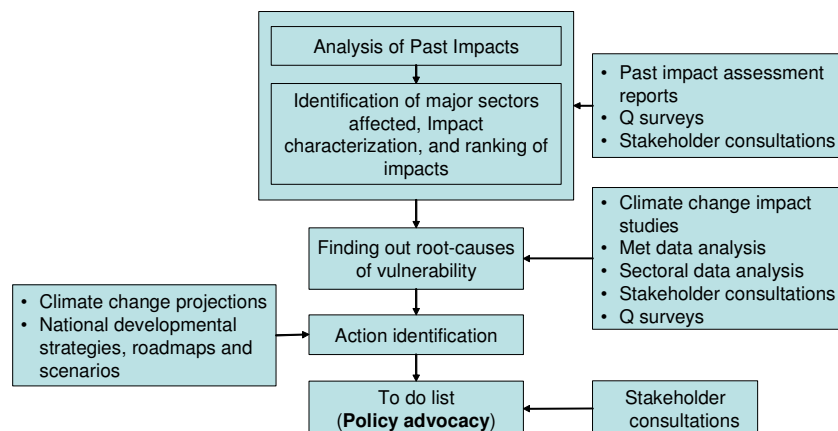 Analysis of Past Impacts
Identification of major sectors
affected, Impact
characterization, and ranking of
impacts
• Past impact assessment
reports
• Q surveys
• Stakeholder consultations
Finding out root-causes
of vulnerability
• Climate change impact
studies
• Met data analysis
• Sectoral data analysis
• Stakeholder consultations
• Q surveys
• Climate change projections
• National developmental
strategies, roadmaps and
scenarios
Action identification
To do list
(Policy advocacy)
Stakeholder
consultations